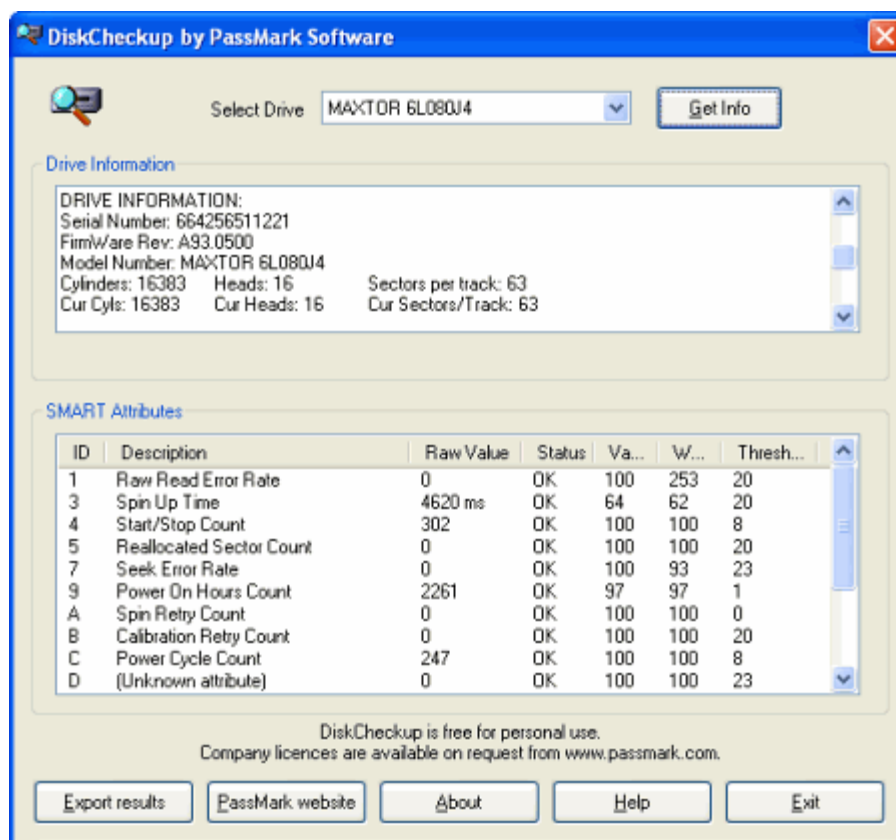 DiskCheckup by PassMark Software
Select Drive MAXTOR 6L080J4 Get Info
Drive Information
DRIVE INFORMATION:
Serial Number: 664256511221
FirmWare Rev: A93.0500
Model Number: MAXTOR 6L080J4
Cylinders: 16383 Heads: 16 Sectors per track: 63
Cur Cyls: 16383 Cur Heads: 16 Cur Sectors/Track: 63
SMART Attributes
ID Description Raw Value Status Va... W... Thresh...
1 Raw Read Error Rate 0 OK 100 253 20
3 Spin Up Time 4620 ms OK 64 62 20
4 Start/Stop Count 302 OK 100 100 8
5 Reallocated Sector Count 0 OK 100 100 20
7 Seek Error Rate 0 OK 100 93 23
9 Power On Hours Count 2261 OK 97 97 1
A Spin Retry Count 0 OK 100 100 0
B Calibration Retry Count 0 OK 100 100 20
C Power Cycle Count 247 OK 100 100 8
D (Unknown attribute) 0 OK 100 100 23
DiskCheckup is free for personal use.
Company licences are available on request from www.passmark.com.
Export results PassMark website About Help Exit